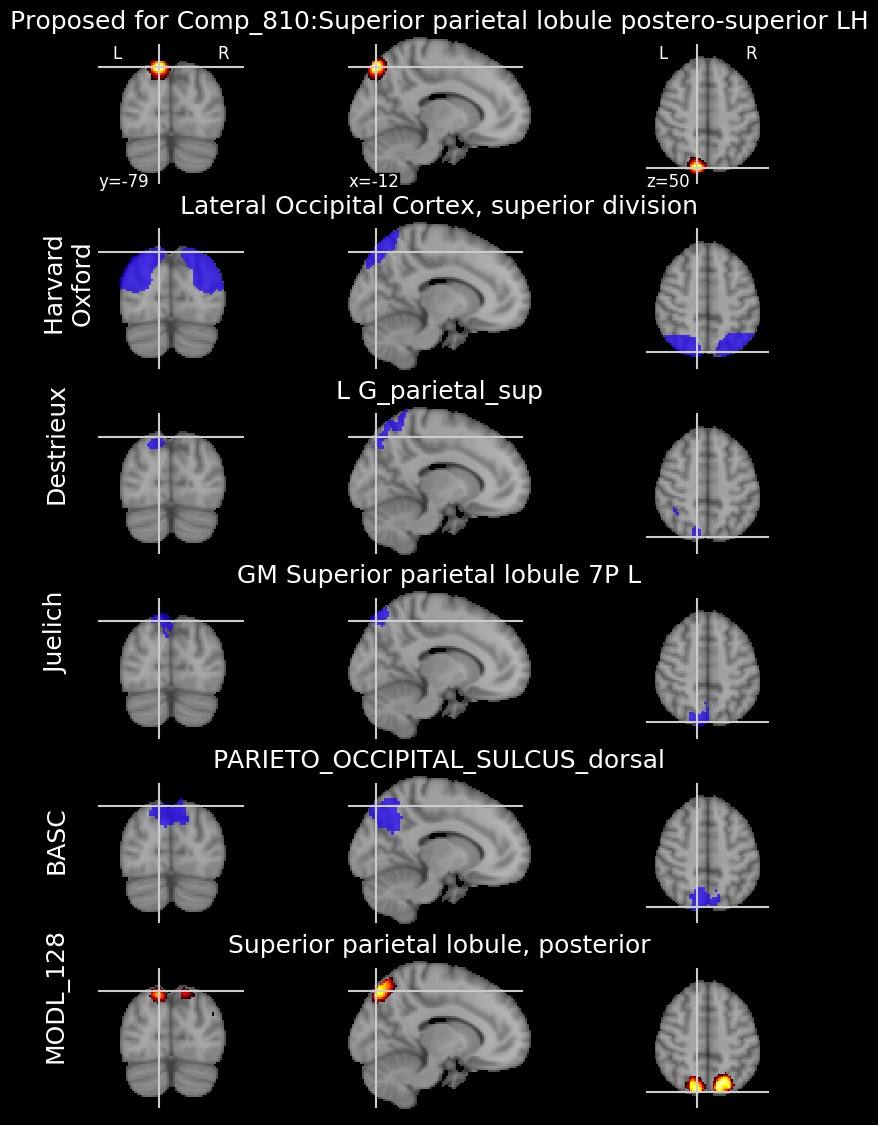 Proposed for Comp_810:Superior parietal lobule postero-superior LH
L R L R
y=-79 x=-12 z=50
Lateral Occipital Cortex, superior division
Harvard
Oxford
L G_parietal_sup
Destrieux
GM Superior parietal lobule 7P L
Juelich
PARIETO_OCCIPITAL_SULCUS_dorsal
BASC
Superior parietal lobule, posterior
MODL_128